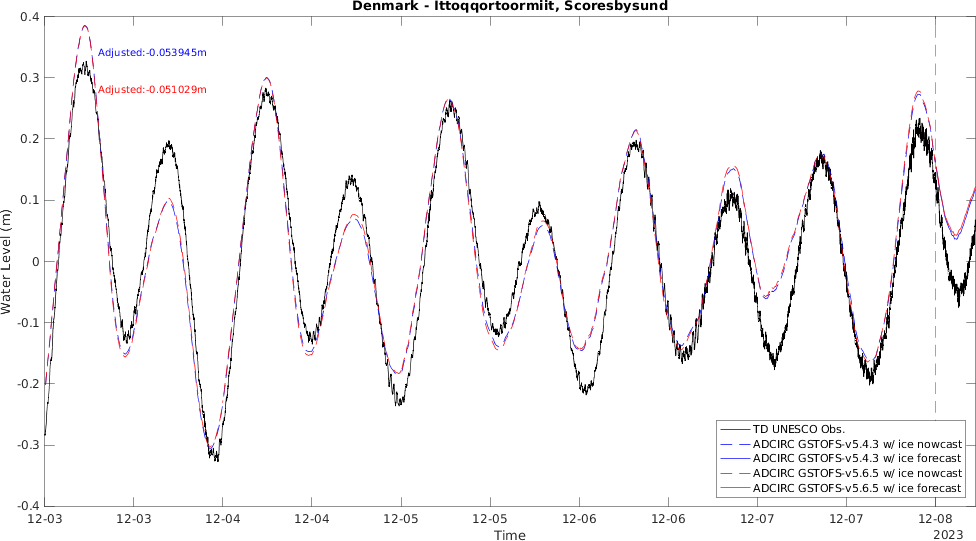 Denmark - Ittoqqortoormiit, Scoresbysund
Adjusted:-0.053945m
Adjusted:-0.051029m
Water Level (m)
0.4
0.3
0.2
0.1
0
-0.1
-0.2
-0.3
-0.4
TD UNESCO Obs.
ADCIRC GSTOFS-v5.4.3 w/ ice nowcast
ADCIRC GSTOFS-v5.4.3 w/ ice forecast
ADCIRC GSTOFS-v5.6.5 w/ ice nowcast
ADCIRC GSTOFS-v5.6.5 w/ ice forecast
12-03 12-03 12-04 12-04 12-05 12-05 12-06 12-06 12-07 12-07 12-08
2023
Time